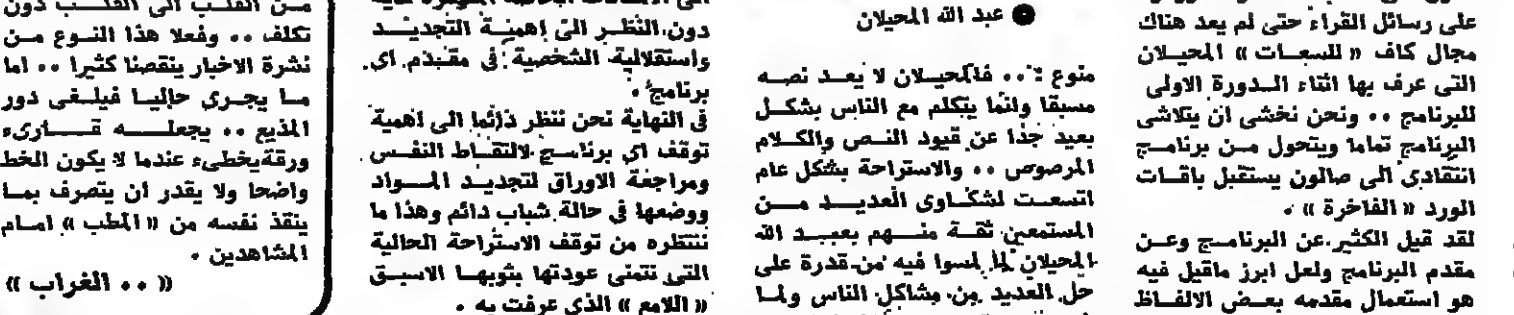 على رسائل القراء حتى لم يعد هناك
مجال كاف « للسعات » المحيلان
التى عرف بها اثناء الدورة الاولى
للبرنامج .. ونحن نخشى ان يتلاشى
البرنامج تماما ويتحول من برنامج
انتقادى الى صالون يستقبل باقات
الورد « الفاخرة » .
لقد قيل الكثير عن البرنامج وعن
مقدم البرنامج ولعل ابرز ماقيل فيه
هو استعمال مقدمه بعض الالفاظ
عبد الله المحيلان
منوع : .. فالمحيلان لا يعد نصه
مسبقا وانما يتكلم مع الناس بشكل
بعيد جدا عن قيود النص والكلام
المرصوص .. والاستراحة بشكل عام
اتسعت لشكاوى العديد من
المستمعين ثقة منهم بعبد الله
المحيلان لما لمسوا فيه من قدرة على
حل العديد من مشاكل الناس ولما
دون النظر الى اهمية التجديد
واستقلالية الشخصية فى مقدم اى
برنامج .
فى النهاية نحن ننظر دائما الى اهمية
توقف اى برنامج لالتقاط النفس
ومراجعة الاوراق لتجديد المواد
ووضعها فى حالة شباب دائم وهذا ما
ننتظره من توقف الاستراحة الحالية
التى نتمنى عودتها بثوبها الاسبق
« اللامع » الذى عرفت به .
من القلب الى القلب دون
تكلف .. وفعلا هذا النوع من
نشرة الاخبار ينقصنا كثيرا .. اما
ما يجرى حاليا فيلغى دور
المذيع .. يجعله قارىء
ورقة يخطىء عندما لا يكون الخط
واضحا ولا يقدر ان يتصرف بما
ينقذ نفسه من « المطب » امام
المشاهدين .
« .. الغراب »